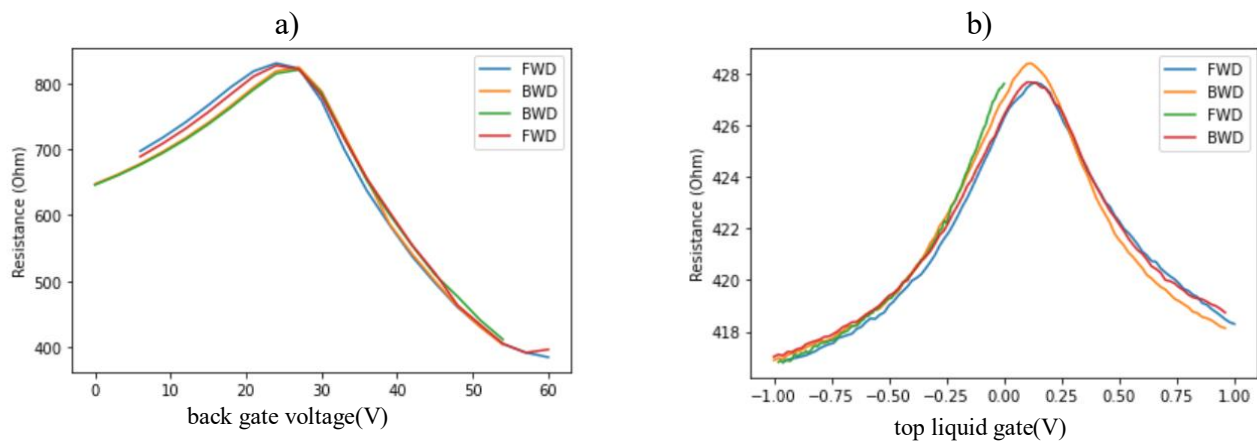 a)
FWD
BWD
BWD
FWD
800
700
600
500
400
Resistance (Ohm)
0 10 20 30 40 50 60
back gate voltage(V)
b)
FWD
BWD
FWD
BWD
428
426
424
422
420
418
Resistance (Ohm)
−1.00 −0.75 −0.50 −0.25 0.00 0.25 0.50 0.75 1.00
top liquid gate(V)